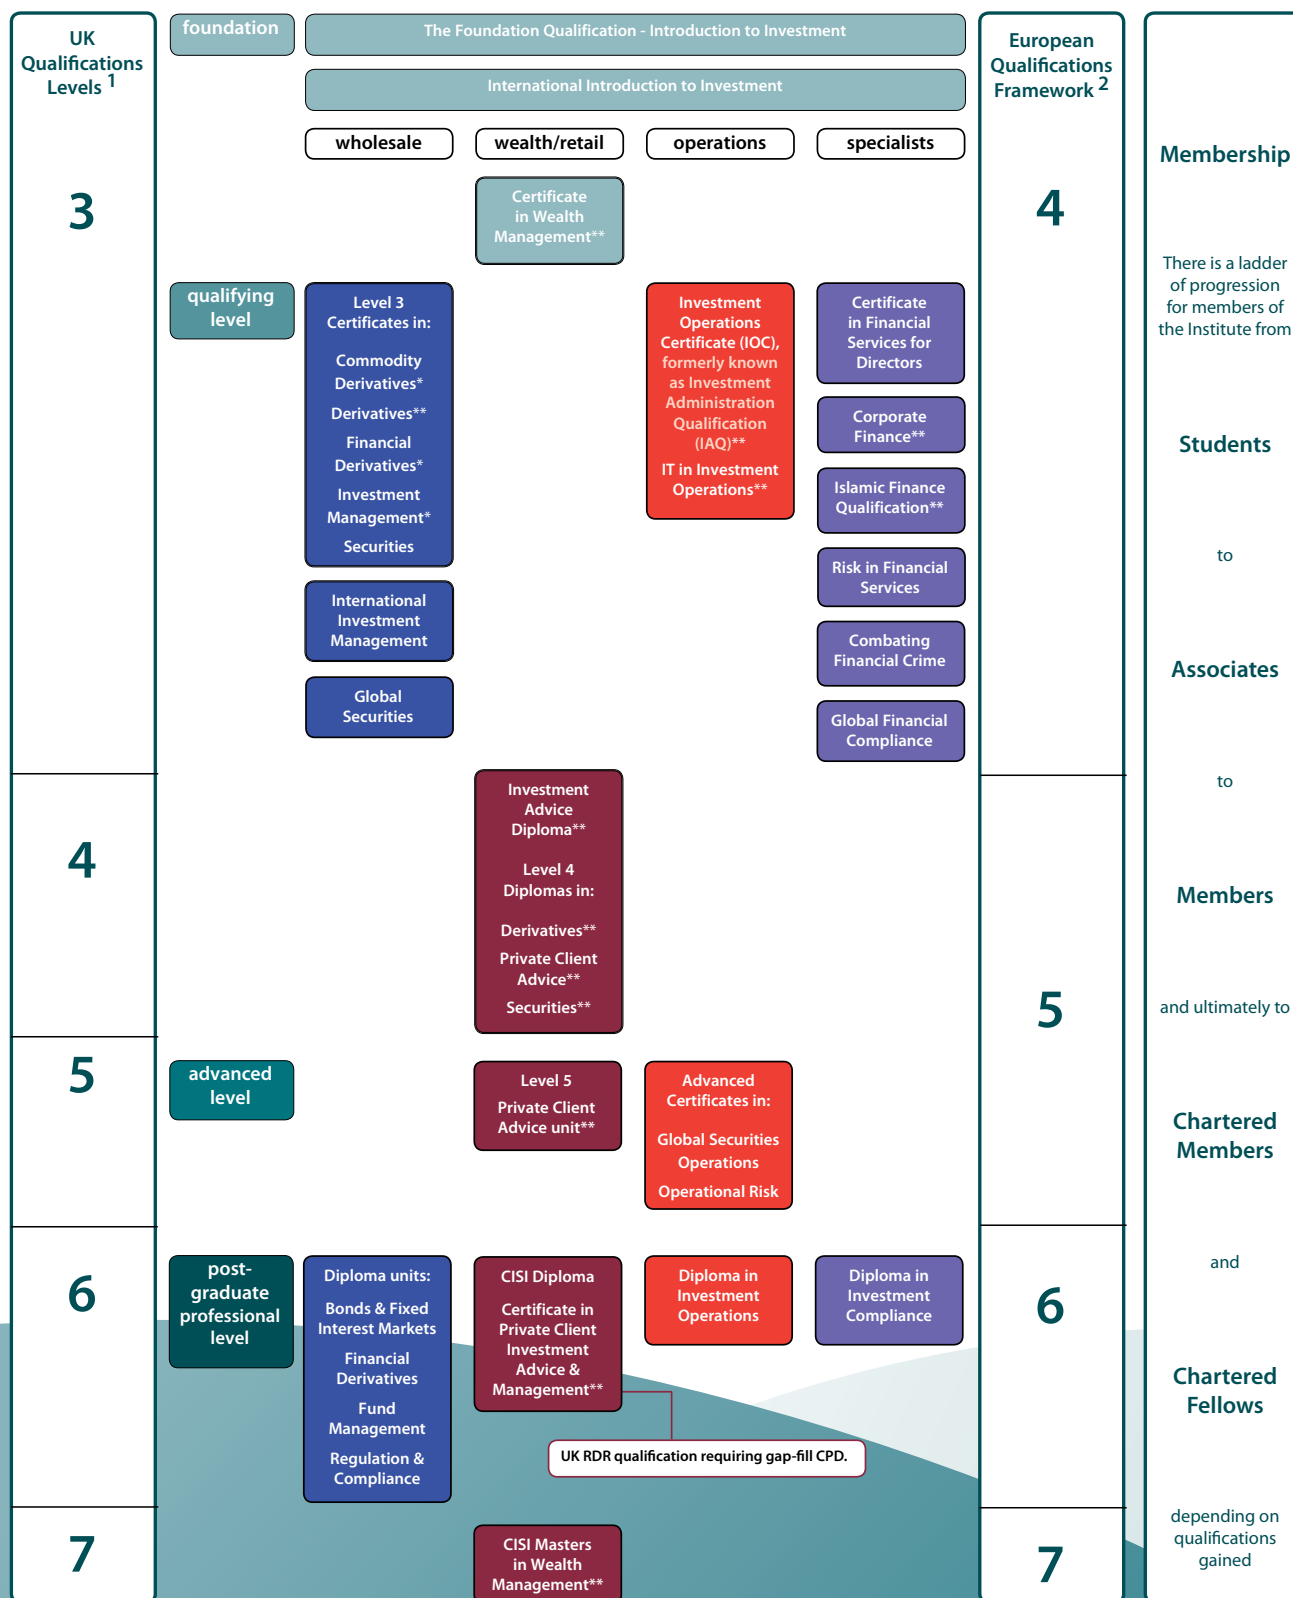 UK
Qualifications
Levels 1
3
4
5
6
7
foundation
The Foundation Qualification - Introduction to Investment
International Introduction to Investment
wholesale
wealth/retail
operations
specialists
Certificate
in Wealth
Management**
qualifying
level
Level 3
Certificates in:
Commodity
Derivatives*
Derivatives**
Financial
Derivatives*
Investment
Management*
Securities
International
Investment
Management
Global
Securities
Investment
Operations
Certificate (IOC),
formerly known
as Investment
Administration
Qualification
(IAQ)**
IT in Investment
Operations**
Certificate
in Financial
Services for
Directors
Corporate
Finance**
Islamic Finance
Qualification**
Risk in Financial
Services
Combating
Financial Crime
Global Financial
Compliance
Investment
Advice
Diploma**
Level 4
Diplomas in:
Derivatives**
Private Client
Advice**
Securities**
advanced
level
Level 5
Private Client
Advice unit**
Advanced
Certificates in:
Global Securities
Operations
Operational Risk
post-
graduate
professional
level
Diploma units:
Bonds & Fixed
Interest Markets
Financial
Derivatives
Fund
Management
Regulation &
Compliance
CISI Diploma
Certificate in
Private Client
Investment
Advice &
Management**
Diploma in
Investment
Operations
Diploma in
Investment
Compliance
UK RDR qualification requiring gap-fill CPD.
CISI Masters
in Wealth
Management**
European
Qualifications
Framework 2
4
5
6
7
Membership
There is a ladder
of progression
for members of
the Institute from
Students
to
Associates
to
Members
and ultimately to
Chartered
Members
and
Chartered
Fellows
depending on
qualifications
gained